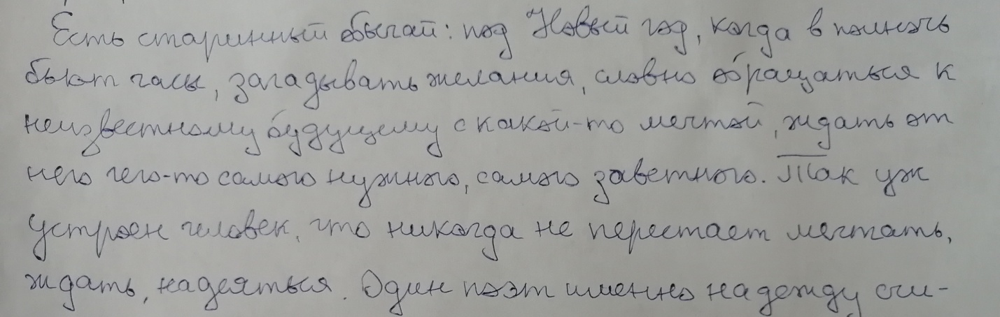 Есть старинный обычай: под Новый год, когда в полночь
бьют часы, загадывать желания, словно обращаться к
неизвестному будущему с какой-то мечтой, ждать от
него чего-то самого нужного, самого заветного. Так уж
устроен человек, что никогда не перестает мечтать,
ждать, надеяться. Один поэт именно надежду счи-